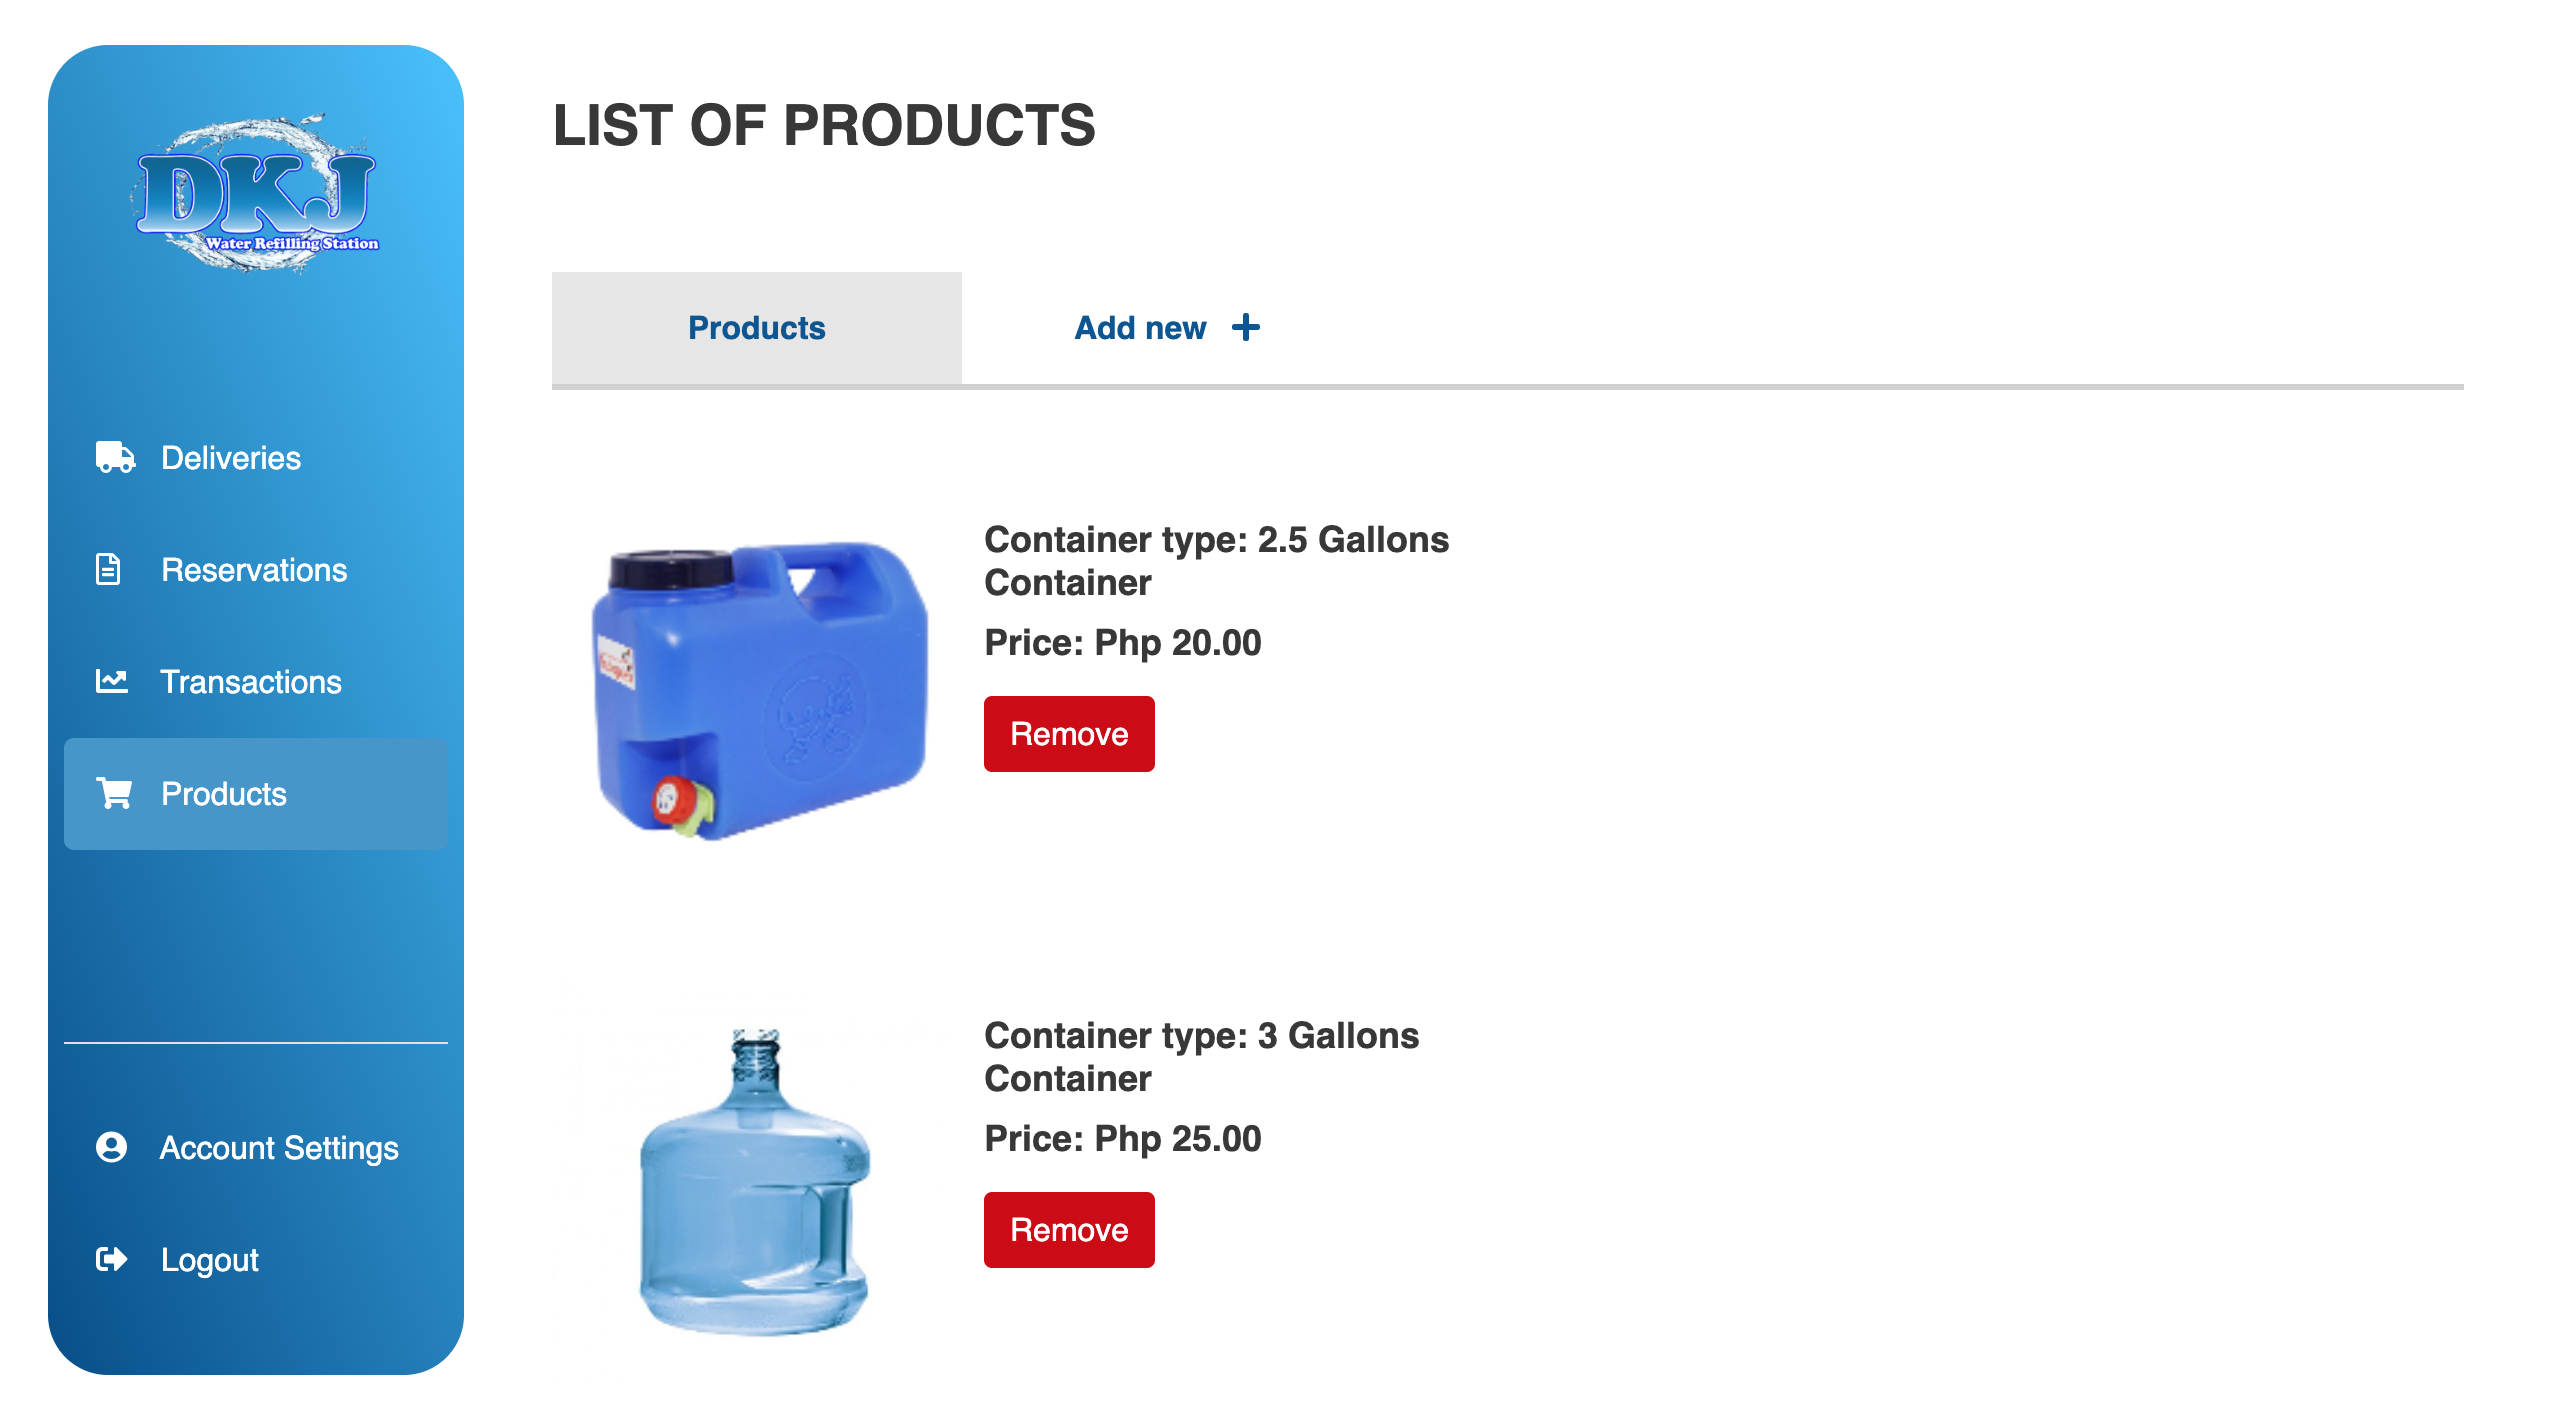 DKJ
Water Refilling Station
Deliveries
Reservations
Transactions
Products
Account Settings
Logout
LIST OF PRODUCTS
Products
Add new +
Container type: 2.5 Gallons
Container
Price: Php 20.00
Remove
Container type: 3 Gallons
Container
Price: Php 25.00
Remove